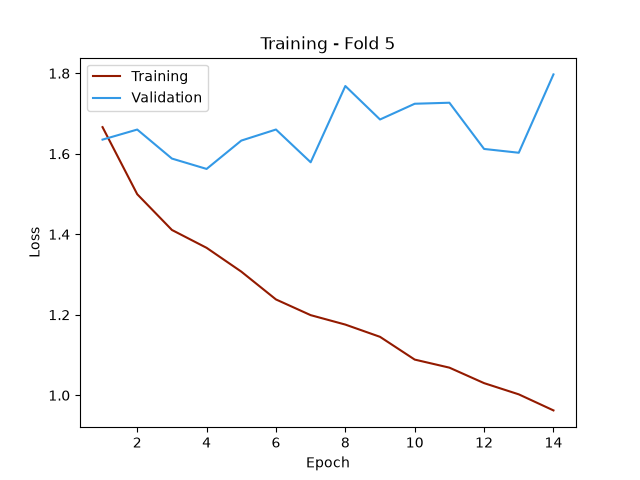 Training - Fold 5
Training
Validation
1.8
1.6
1.4
1.2
1.0
Loss
2 4 6 8 10 12 14
Epoch